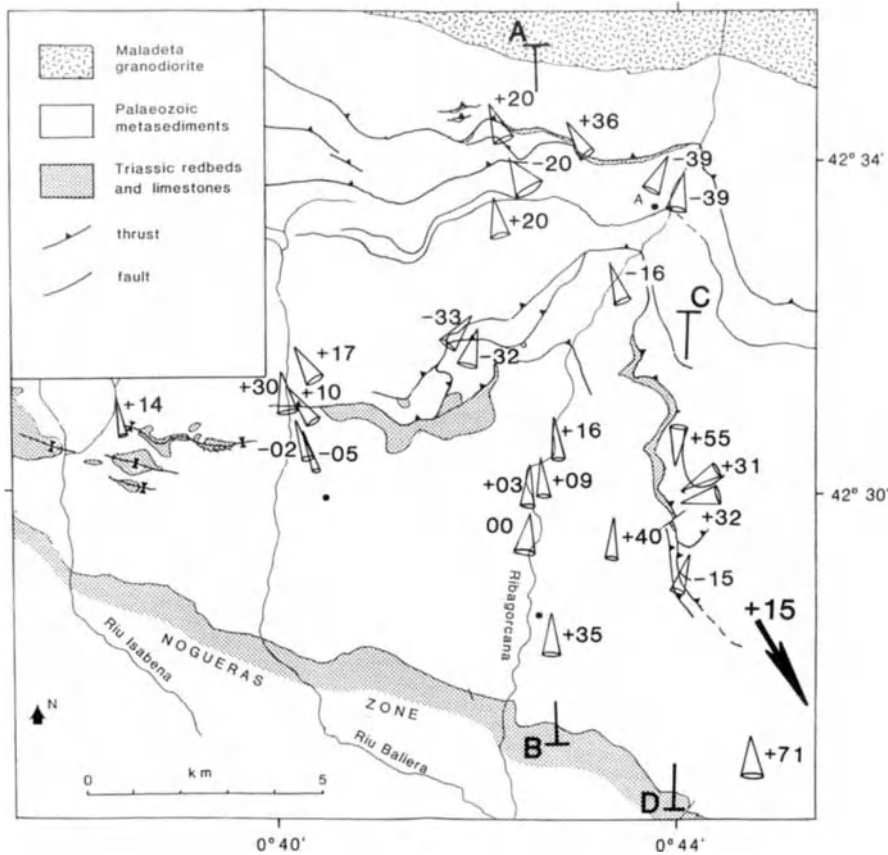 Maladeta
granodiorite
Palaeozoic
metasediments
Triassic redbeds
and limestones
thrust
fault
A
+20
+36
-20
-39
42° 34'
A
-39
+20
-16
C
-33
+17
-32
+30
+10
+14
+16
+55
-02
-05
+31
+03
+09
42° 30'
00
+40
+32
-15
+15
Ribagorcana
+35
Riu Isabena
NOGUERAS
ZONE
N
Riu Baliera
B
+71
km
0
5
D
0° 40'
0° 44'